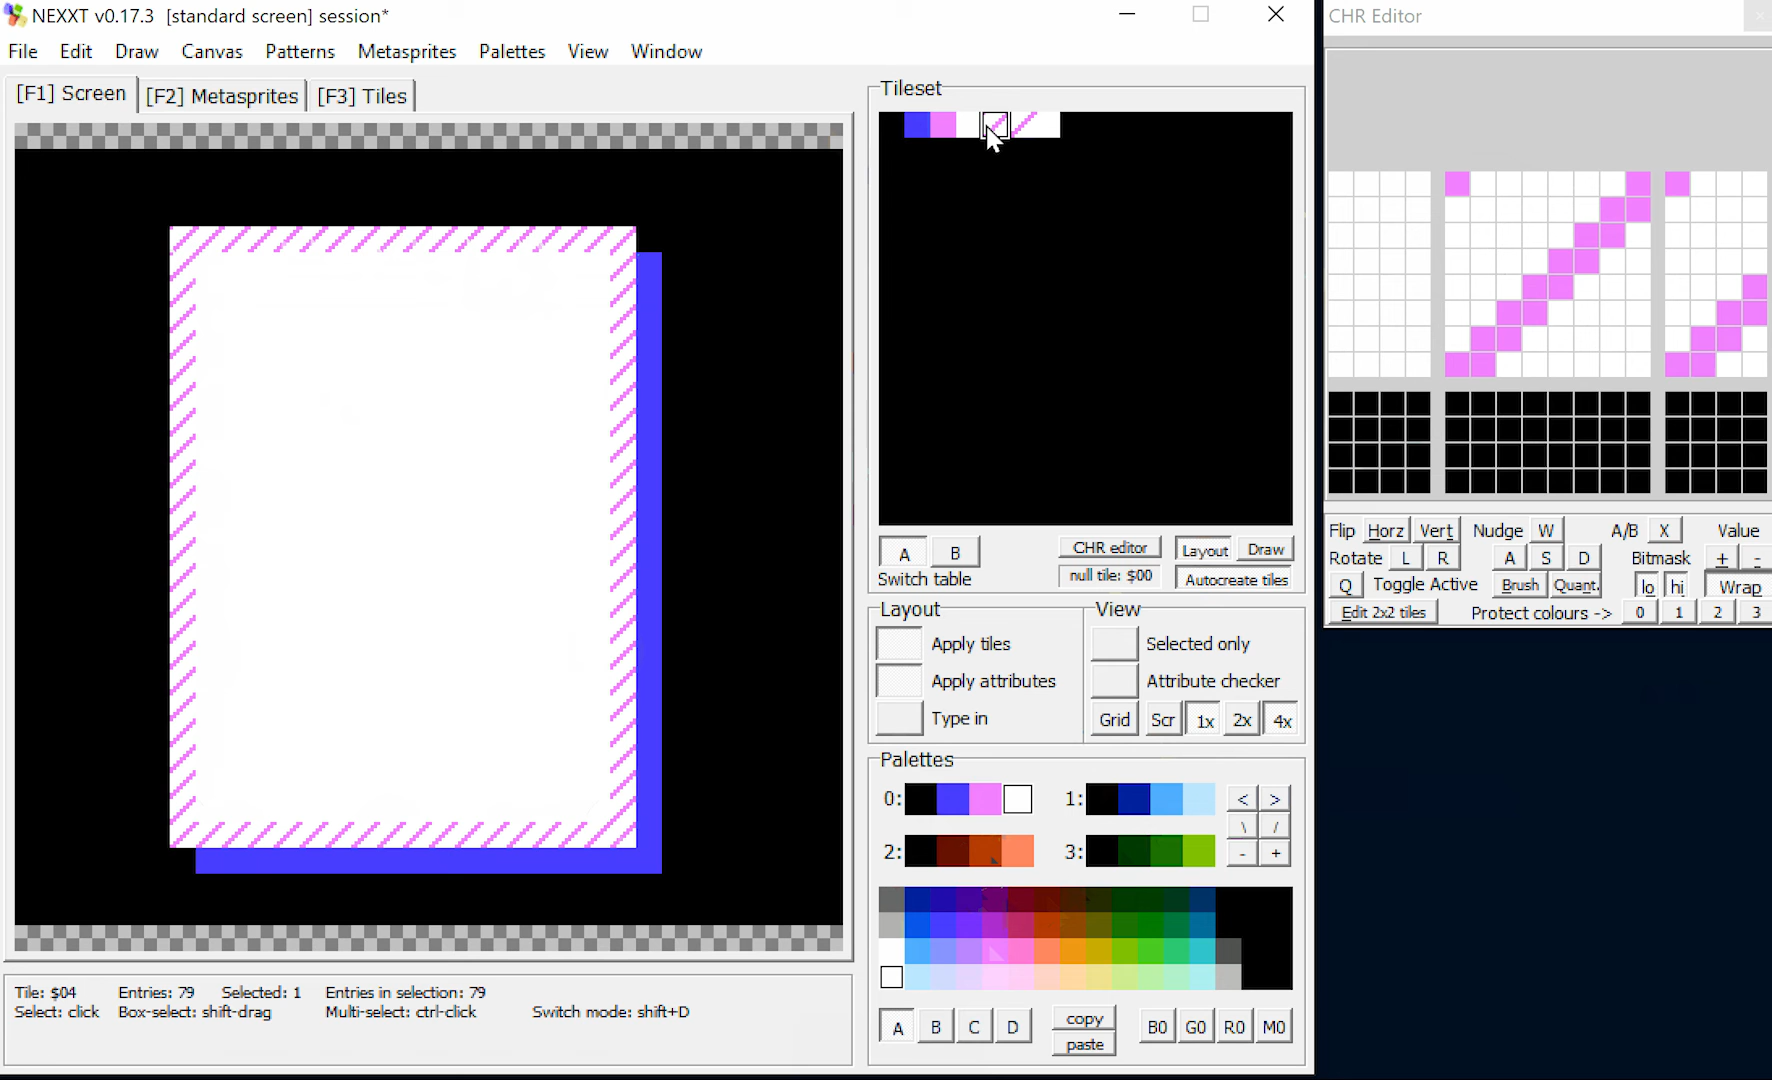 NEXXT v0.17.3 [standard screen] session*
File Edit Draw Canvas Patterns Metasprites Palettes View Window
[F1] Screen [F2] Metasprites [F3] Tiles
Tileset
A B
Switch table
CHR editor Layout Draw
null tile: $00 Autocreate tiles
Layout
Apply tiles
Apply attributes
Type in
View
Selected only
Attribute checker
Grid Scr 1x 2x 4x
Palettes
0: 1: < >
\ /
2: 3: - +
A B C D copy paste B0 G0 R0 M0
Tile: $04 Entries: 79 Selected: 1 Entries in selection: 79
Select: click Box-select: shift-drag Multi-select: ctrl-click Switch mode: shift+D
CHR Editor
Flip Horz Vert Nudge W A/B X Value
Rotate L R A S D Bitmask + -
Q Toggle Active Brush Quant. lo hi Wrap
Edit 2x2 tiles Protect colours -> 0 1 2 3